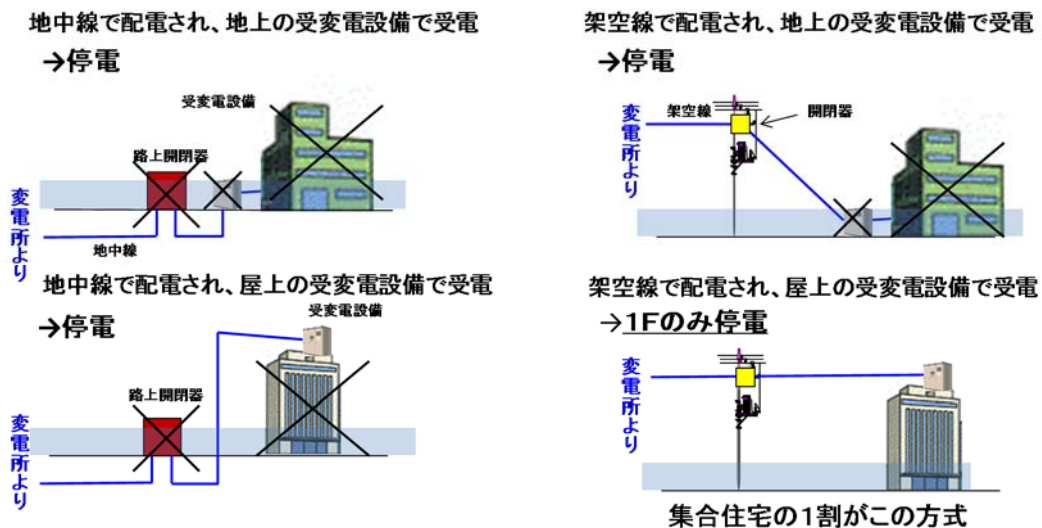 地中線で配電され、地上の受変電設備で受電
→停電
受変電設備
路上開閉器
変電所より
地中線
架空線で配電され、地上の受変電設備で受電
→停電
架空線
開閉器
変電所より
地中線で配電され、屋上の受変電設備で受電
→停電
受変電設備
路上開閉器
変電所より
架空線で配電され、屋上の受変電設備で受電
→1Fのみ停電
変電所より
集合住宅の1割がこの方式